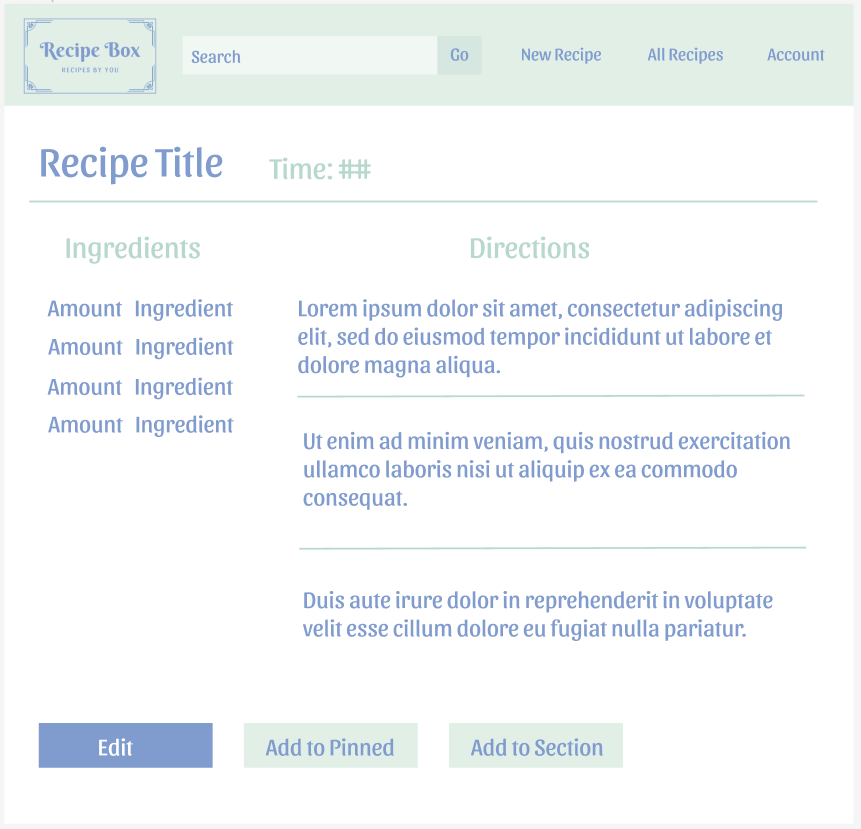 Recipe Box
RECIPES BY YOU
Search
Go
New Recipe
All Recipes
Account
Recipe Title
Time: ##
Ingredients
Amount Ingredient
Amount Ingredient
Amount Ingredient
Amount Ingredient
Directions
Lorem ipsum dolor sit amet, consectetur adipiscing
elit, sed do eiusmod tempor incididunt ut labore et
dolore magna aliqua.
Ut enim ad minim veniam, quis nostrud exercitation
ullamco laboris nisi ut aliquip ex ea commodo
consequat.
Duis aute irure dolor in reprehenderit in voluptate
velit esse cillum dolore eu fugiat nulla pariatur.
Edit
Add to Pinned
Add to Section